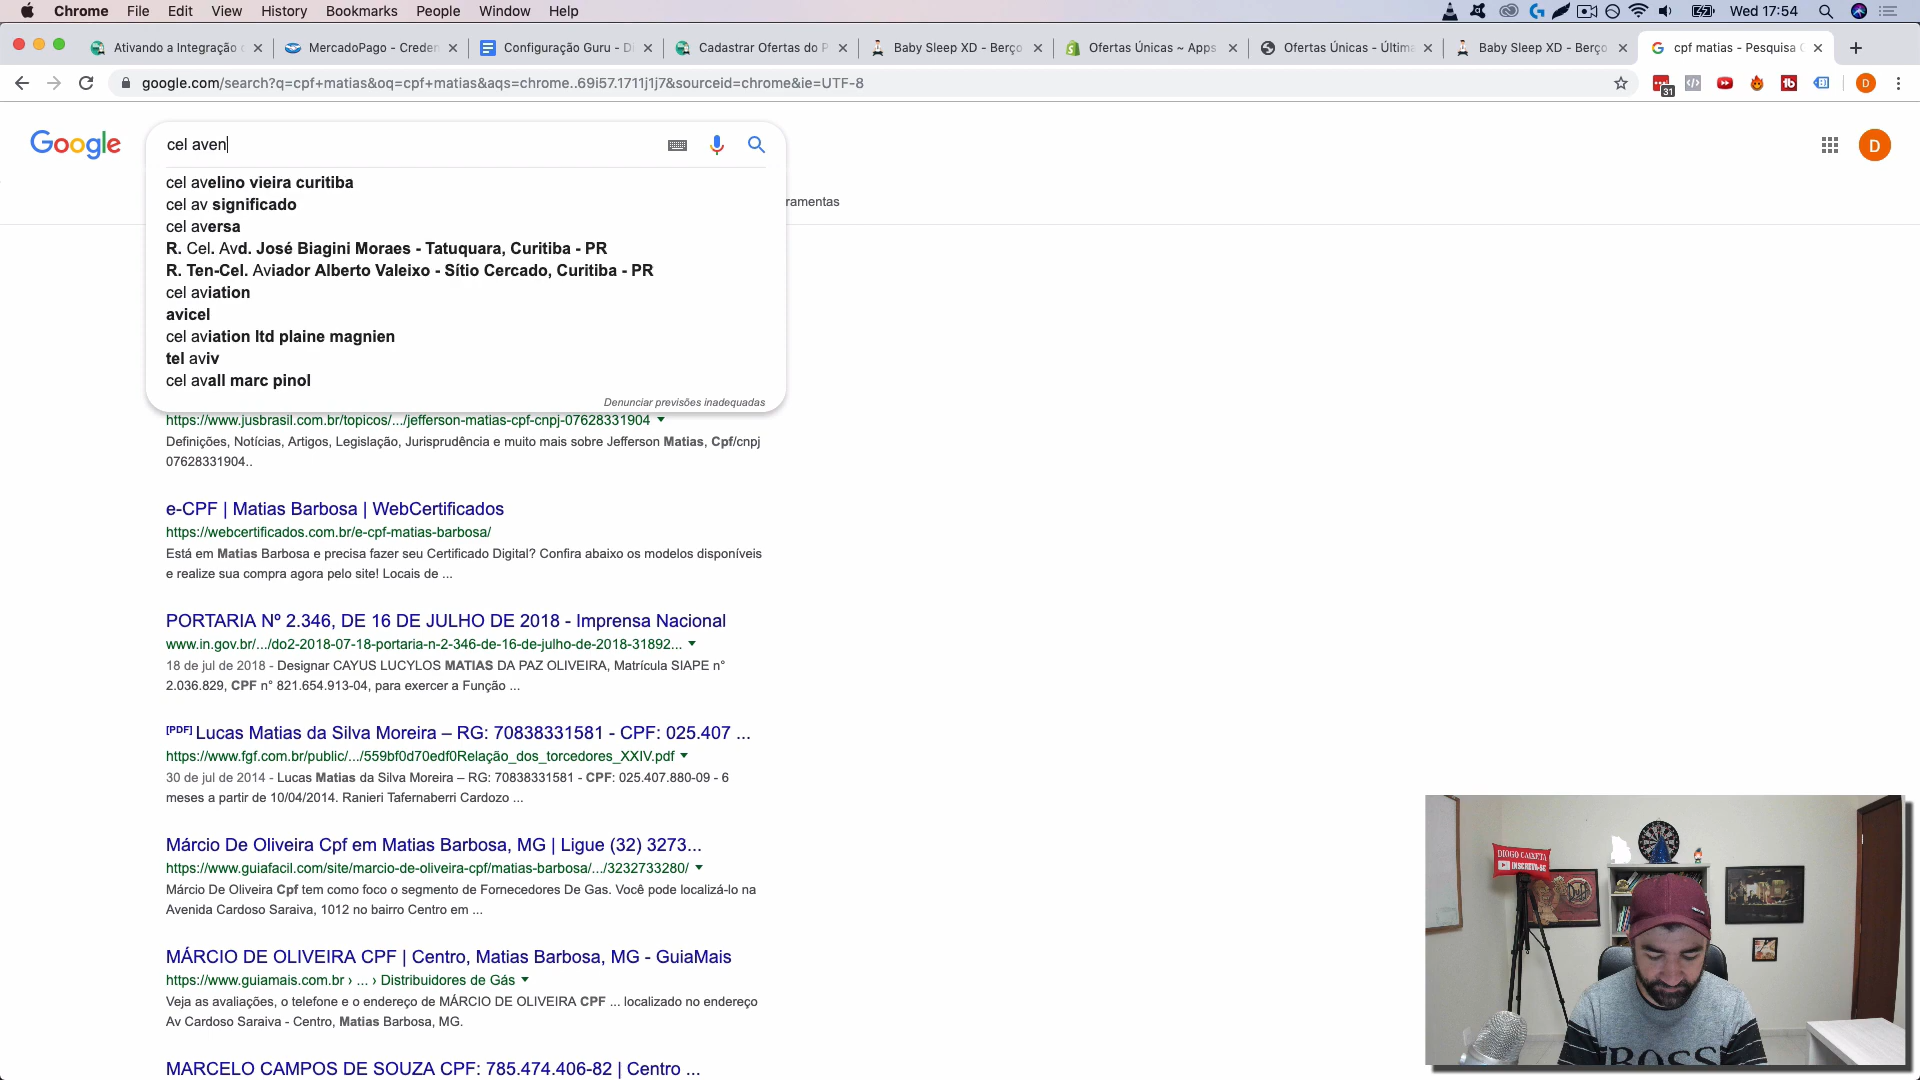 Chrome File Edit View History Bookmarks People Window Help
Wed 17:54
Ativando a Integração
MercadoPago - Creden
Configuração Guru - D
Cadastrar Ofertas do P
Baby Sleep XD - Berço
Ofertas Únicas ~ Apps
Ofertas Únicas - Última
Baby Sleep XD - Berço
cpf matias - Pesquisa G
google.com/search?q=cpf+matias&oq=cpf+matias&aqs=chrome..69i57.1711j1j7&sourceid=chrome&ie=UTF-8
31
D
Google
cel aven
D
ramentas
cel avelino vieira curitiba
cel av significado
cel aversa
R. Cel. Avd. José Biagini Moraes - Tatuquara, Curitiba - PR
R. Ten-Cel. Aviador Alberto Valeixo - Sítio Cercado, Curitiba - PR
cel aviation
avicel
cel aviation ltd plaine magnien
tel aviv
cel avall marc pinol
Denunciar previsões inadequadas
https://www.jusbrasil.com.br/topicos/.../jefferson-matias-cpf-cnpj-07628331904
Definições, Notícias, Artigos, Legislação, Jurisprudência e muito mais sobre Jefferson Matias, Cpf/cnpj
07628331904..
e-CPF | Matias Barbosa | WebCertificados
https://webcertificados.com.br/e-cpf-matias-barbosa/
Está em Matias Barbosa e precisa fazer seu Certificado Digital? Confira abaixo os modelos disponíveis
e realize sua compra agora pelo site! Locais de ...
PORTARIA Nº 2.346, DE 16 DE JULHO DE 2018 - Imprensa Nacional
www.in.gov.br/.../do2-2018-07-18-portaria-n-2-346-de-16-de-julho-de-2018-31892...
18 de jul de 2018 - Designar CAYUS LUCYLOS MATIAS DA PAZ OLIVEIRA, Matrícula SIAPE n°
2.036.829, CPF n° 821.654.913-04, para exercer a Função ...
[PDF] Lucas Matias da Silva Moreira – RG: 70838331581 - CPF: 025.407 ...
https://www.fgf.com.br/public/.../559bf0d70edf0Relação_dos_torcedores_XXIV.pdf
30 de jul de 2014 - Lucas Matias da Silva Moreira – RG: 70838331581 - CPF: 025.407.880-09 - 6
meses a partir de 10/04/2014. Ranieri Tafernaberri Cardozo ...
Márcio De Oliveira Cpf em Matias Barbosa, MG | Ligue (32) 3273...
https://www.guiafacil.com/site/marcio-de-oliveira-cpf/matias-barbosa/.../3232733280/
Márcio De Oliveira Cpf tem como foco o segmento de Fornecedores De Gas. Você pode localizá-lo na
Avenida Cardoso Saraiva, 1012 no bairro Centro em ...
MÁRCIO DE OLIVEIRA CPF | Centro, Matias Barbosa, MG - GuiaMais
https://www.guiamais.com.br › ... › Distribuidores de Gás
Veja as avaliações, o telefone e o endereço de MÁRCIO DE OLIVEIRA CPF ... localizado no endereço
Av Cardoso Saraiva - Centro, Matias Barbosa, MG.
MARCELO CAMPOS DE SOUZA CPF: 785.474.406-82 | Centro ...
DIOGO CAIXETA
INSCREVA-SE
Duff
BOSS